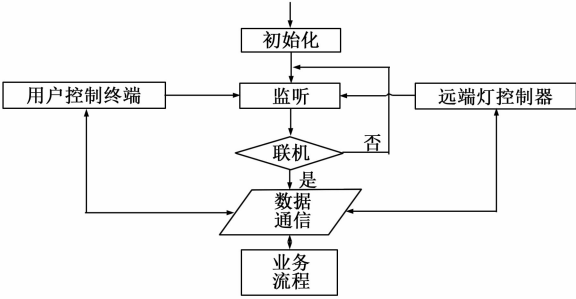 初始化
用户控制终端
监听
远端灯控制器
联机
否
是
数据
通信
业务
流程